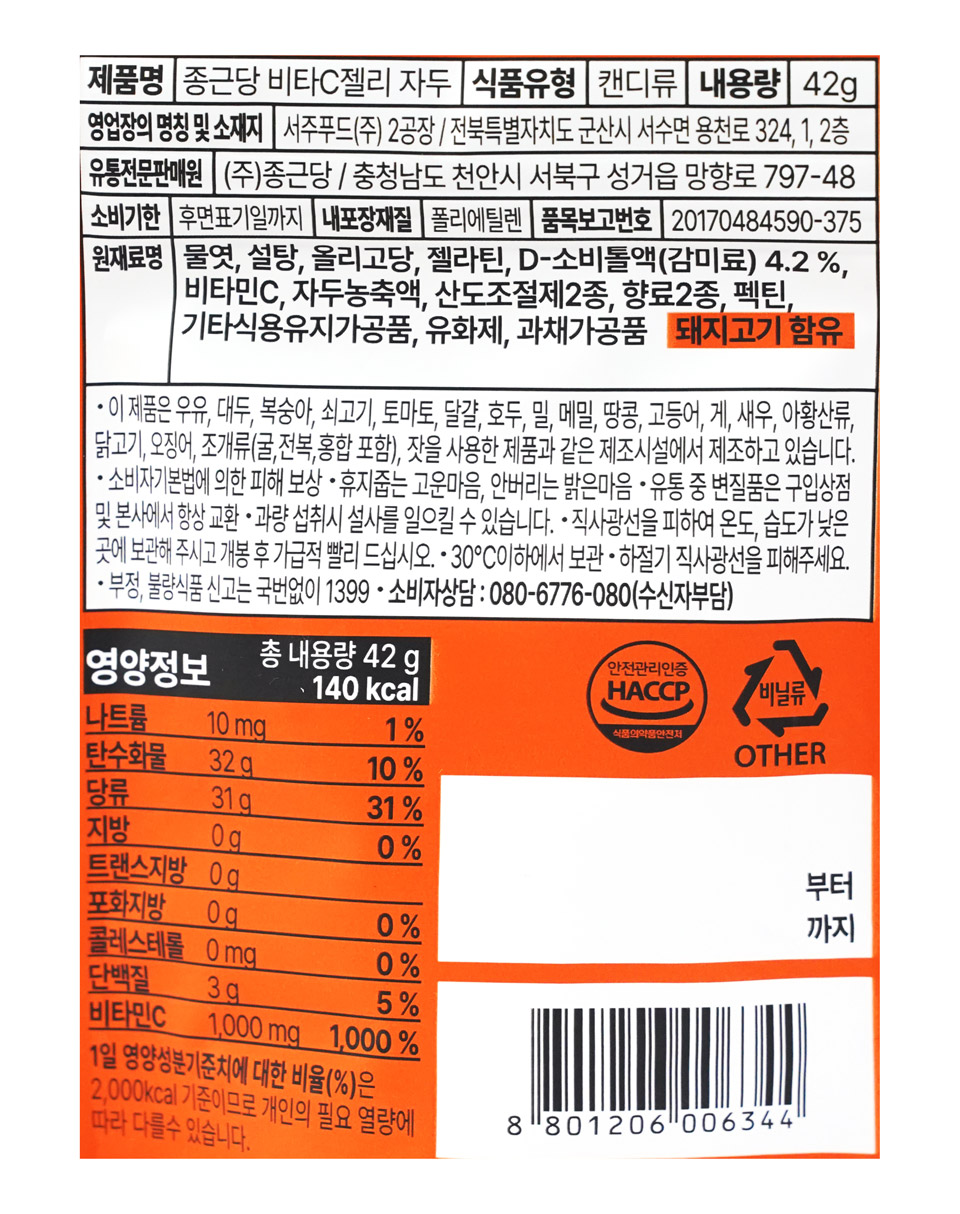 제품명 종근당 비타C젤리 자두 식품유형 캔디류 내용량 42g
영업장의 명칭 및 소재지 서주푸드(주) 2공장 / 전북특별자치도 군산시 서수면 용천로 324, 1, 2층
유통전문판매원 (주)종근당 / 충청남도 천안시 서북구 성거읍 망향로 797-48
소비기한 후면표기일까지 내포장재질 폴리에틸렌 품목보고번호 20170484590-375
원재료명 물엿, 설탕, 올리고당, 젤라틴, D-소비톨액(감미료) 4.2 %,
비타민C, 자두농축액, 산도조절제2종, 향료2종, 펙틴,
기타식용유지가공품, 유화제, 과채가공품 돼지고기 함유
• 이 제품은 우유, 대두, 복숭아, 쇠고기, 토마토, 달걀, 호두, 밀, 메밀, 땅콩, 고등어, 게, 새우, 아황산류,
닭고기, 오징어, 조개류(굴,전복,홍합 포함), 잣을 사용한 제품과 같은 제조시설에서 제조하고 있습니다.
• 소비자기본법에 의한 피해 보상 • 휴지줍는 고운마음, 안버리는 밝은마음 • 유통 중 변질품은 구입상점
및 본사에서 항상 교환 • 과량 섭취시 설사를 일으킬 수 있습니다. • 직사광선을 피하여 온도, 습도가 낮은
곳에 보관해 주시고 개봉 후 가급적 빨리 드십시오. • 30℃이하에서 보관 • 하절기 직사광선을 피해주세요.
• 부정, 불량식품 신고는 국번없이 1399 • 소비자상담 : 080-6776-080(수신자부담)
영양정보 총 내용량 42 g
140 kcal
나트륨 10 mg 1 %
탄수화물 32 g 10 %
당류 31 g 31 %
지방 0 g 0 %
트랜스지방 0 g
포화지방 0 g 0 %
콜레스테롤 0 mg 0 %
단백질 3 g 5 %
비타민C 1,000 mg 1,000 %
1일 영양성분기준치에 대한 비율(%)은
2,000kcal 기준이므로 개인의 필요 열량에
따라 다를수 있습니다.
안전관리인증
HACCP
식품의약품안전처
비닐류
OTHER
부터
까지
8 801206 006344